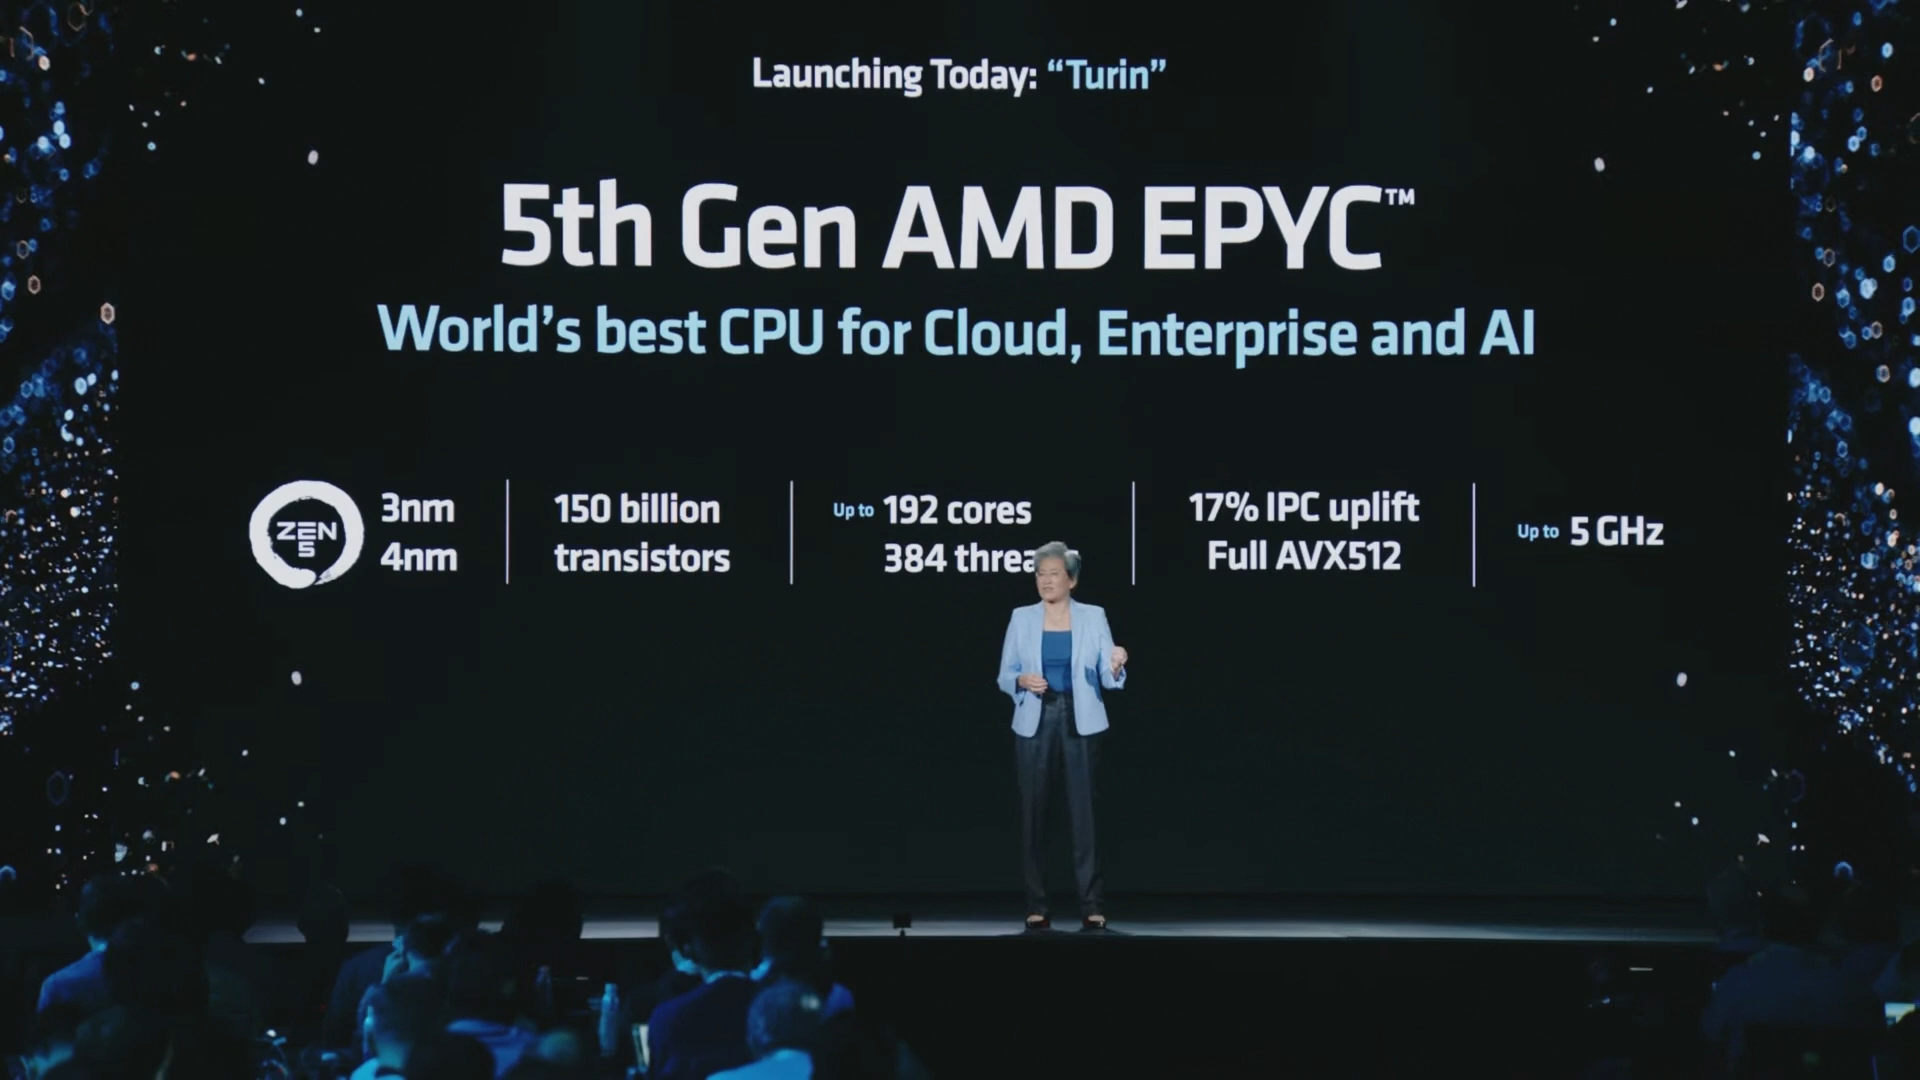 Launching Today: “Turin”
5th Gen AMD EPYC™
World’s best CPU for Cloud, Enterprise and AI
ZEN
5
3nm
4nm
150 billion
transistors
Up to 192 cores
384
17% IPC uplift
Full AVX512
Up to 5 GHz